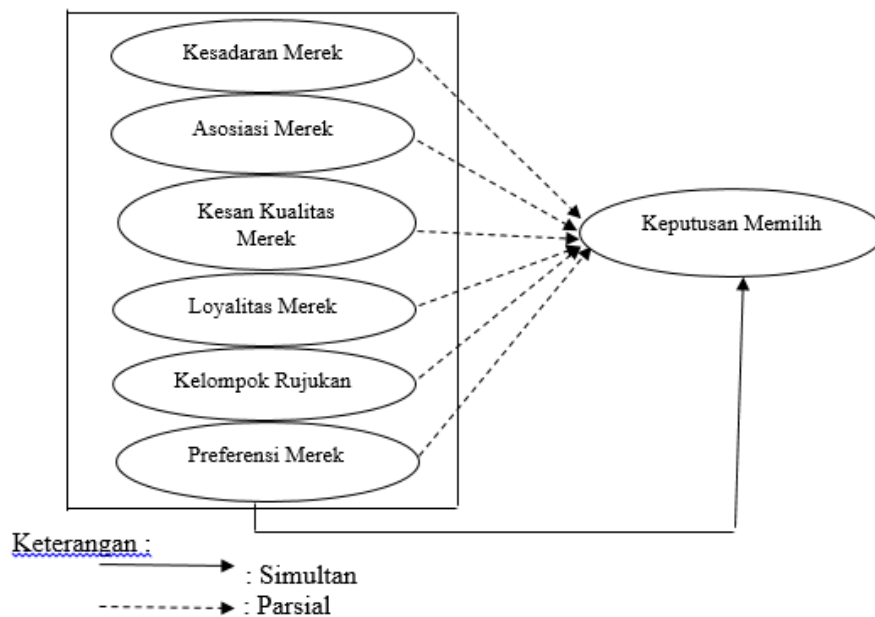 Kesadaran Merek
Asosiasi Merek
Kesan Kualitas
Merek
Loyalitas Merek
Kelompok Rujukan
Preferensi Merek
Keputusan Memilih
Keterangan :
: Simultan
: Parsial